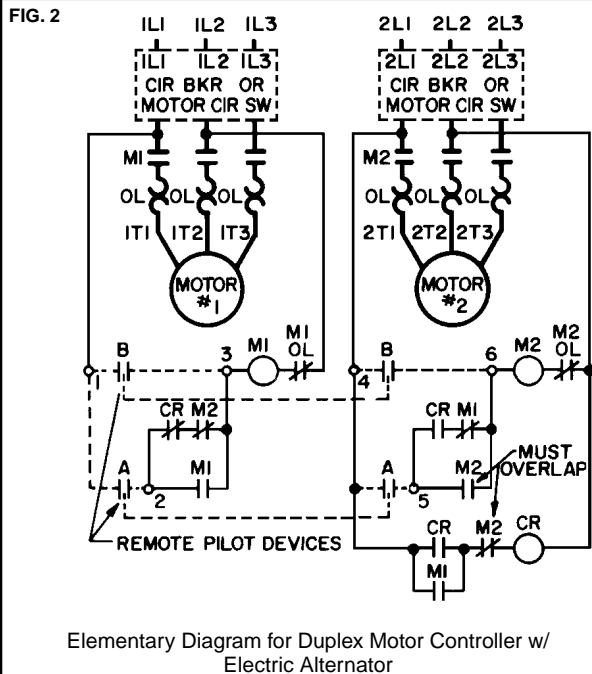 FIG. 2
1L1 1L2 1L3
1L1 1L2 1L3
CIR BKR OR
MOTOR CIR SW
M1
OL OL OL
1T1 1T2 1T3
MOTOR
#1
2L1 2L2 2L3
2L1 2L2 2L3
CIR BKR OR
MOTOR CIR SW
M2
OL OL OL
2T1 2T2 2T3
MOTOR
#2
1 B 3 M1 M1
OL
CR M2
A 2 M1
REMOTE PILOT DEVICES
4 B 6 M2 M2
OL
CR M1
A 5 M2
MUST
OVERLAP
CR M2 CR
M1
Elementary Diagram for Duplex Motor Controller w/
Electric Alternator